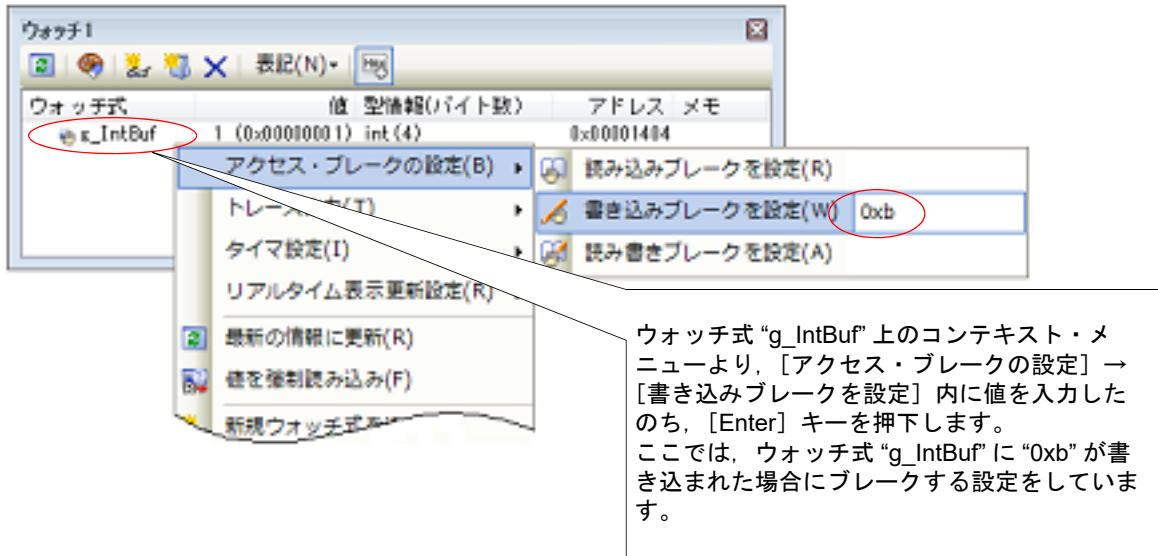 ウォッチ1
表記(N)▾ Hex
ウォッチ式 値 型情報(バイト数) アドレス メモ
g_IntBuf 1 (0x00000001) int(4) 0x00001404
アクセス・ブレークの設定(B)
読み込みブレークを設定(R)
書き込みブレークを設定(W) 0xb
読み書きブレークを設定(A)
タイマ設定(I)
リアルタイム表示更新設定(R)
最新の情報に更新(R)
値を強制読み込み(F)
新規ウォッチ式を
ウォッチ式 “g_IntBuf” 上のコンテキスト・メ
ニューより,［アクセス・ブレークの設定］→
［書き込みブレークを設定］内に値を入力した
のち,［Enter］キーを押下します。
ここでは，ウォッチ式 “g_IntBuf” に “0xb” が書
き込まれた場合にブレークする設定をしていま
す。